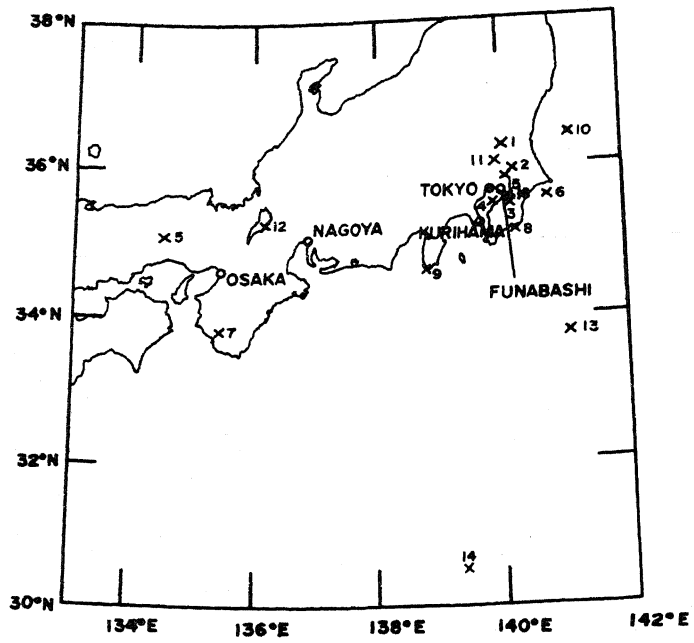 38°N
×1
×10
11×
×2
36°N
TOKYO
5
×6
4
3
×12
NAGOYA
KURIHAMA
×8
×5
×9
OSAKA
FUNABASHI
34°N
×7
×13
32°N
14
×
30°N
134°E
136°E
138°E
140°E
142°E